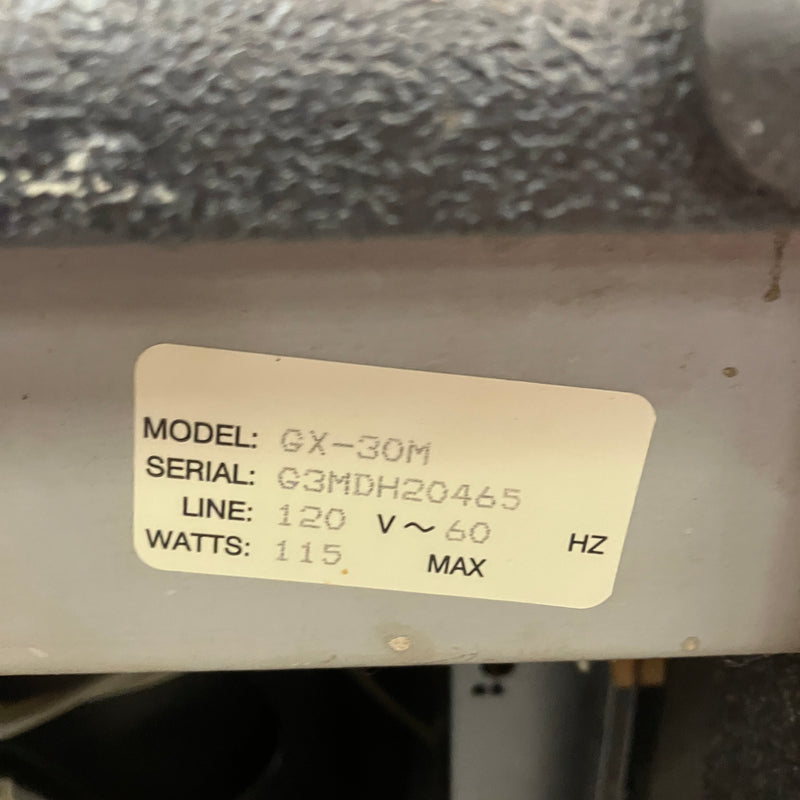 MODEL: GX-30M
SERIAL: G3MDH20465
LINE: 120 V~60 HZ
WATTS: 115 MAX